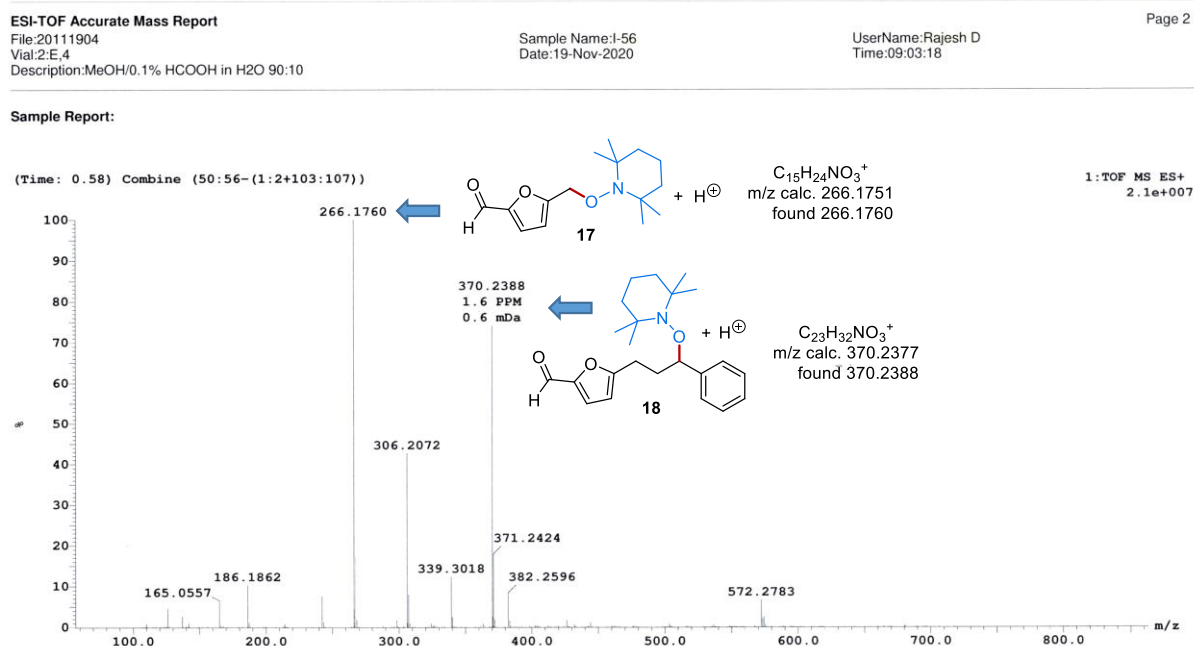 Page 2
ESI-TOF Accurate Mass Report
File:20111904
Sample Name:I-56
UserName:Rajesh D
Vial:2:E,4
Date:19-Nov-2020
Time:09:03:18
Description:MeOH/0.1% HCOOH in H2O 90:10
Sample Report:
(Time: 0.58) Combine (50:56-(1:2+103:107))
1:TOF MS ES+
2.1e+007
O
H
O
O
N
+ H⊕
17
C₁₅H₂₄NO₃⁺
m/z calc. 266.1751
found 266.1760
266.1760
370.2388
1.6 PPM
0.6 mDa
N
O
+ H⊕
O
H
O
18
C₂₃H₃₂NO₃⁺
m/z calc. 370.2377
found 370.2388
306.2072
371.2424
339.3018
382.2596
186.1862
165.0557
572.2783
100
90
80
70
60
50
40
30
20
10
0
%
100.0
200.0
300.0
400.0
500.0
600.0
700.0
800.0
m/z